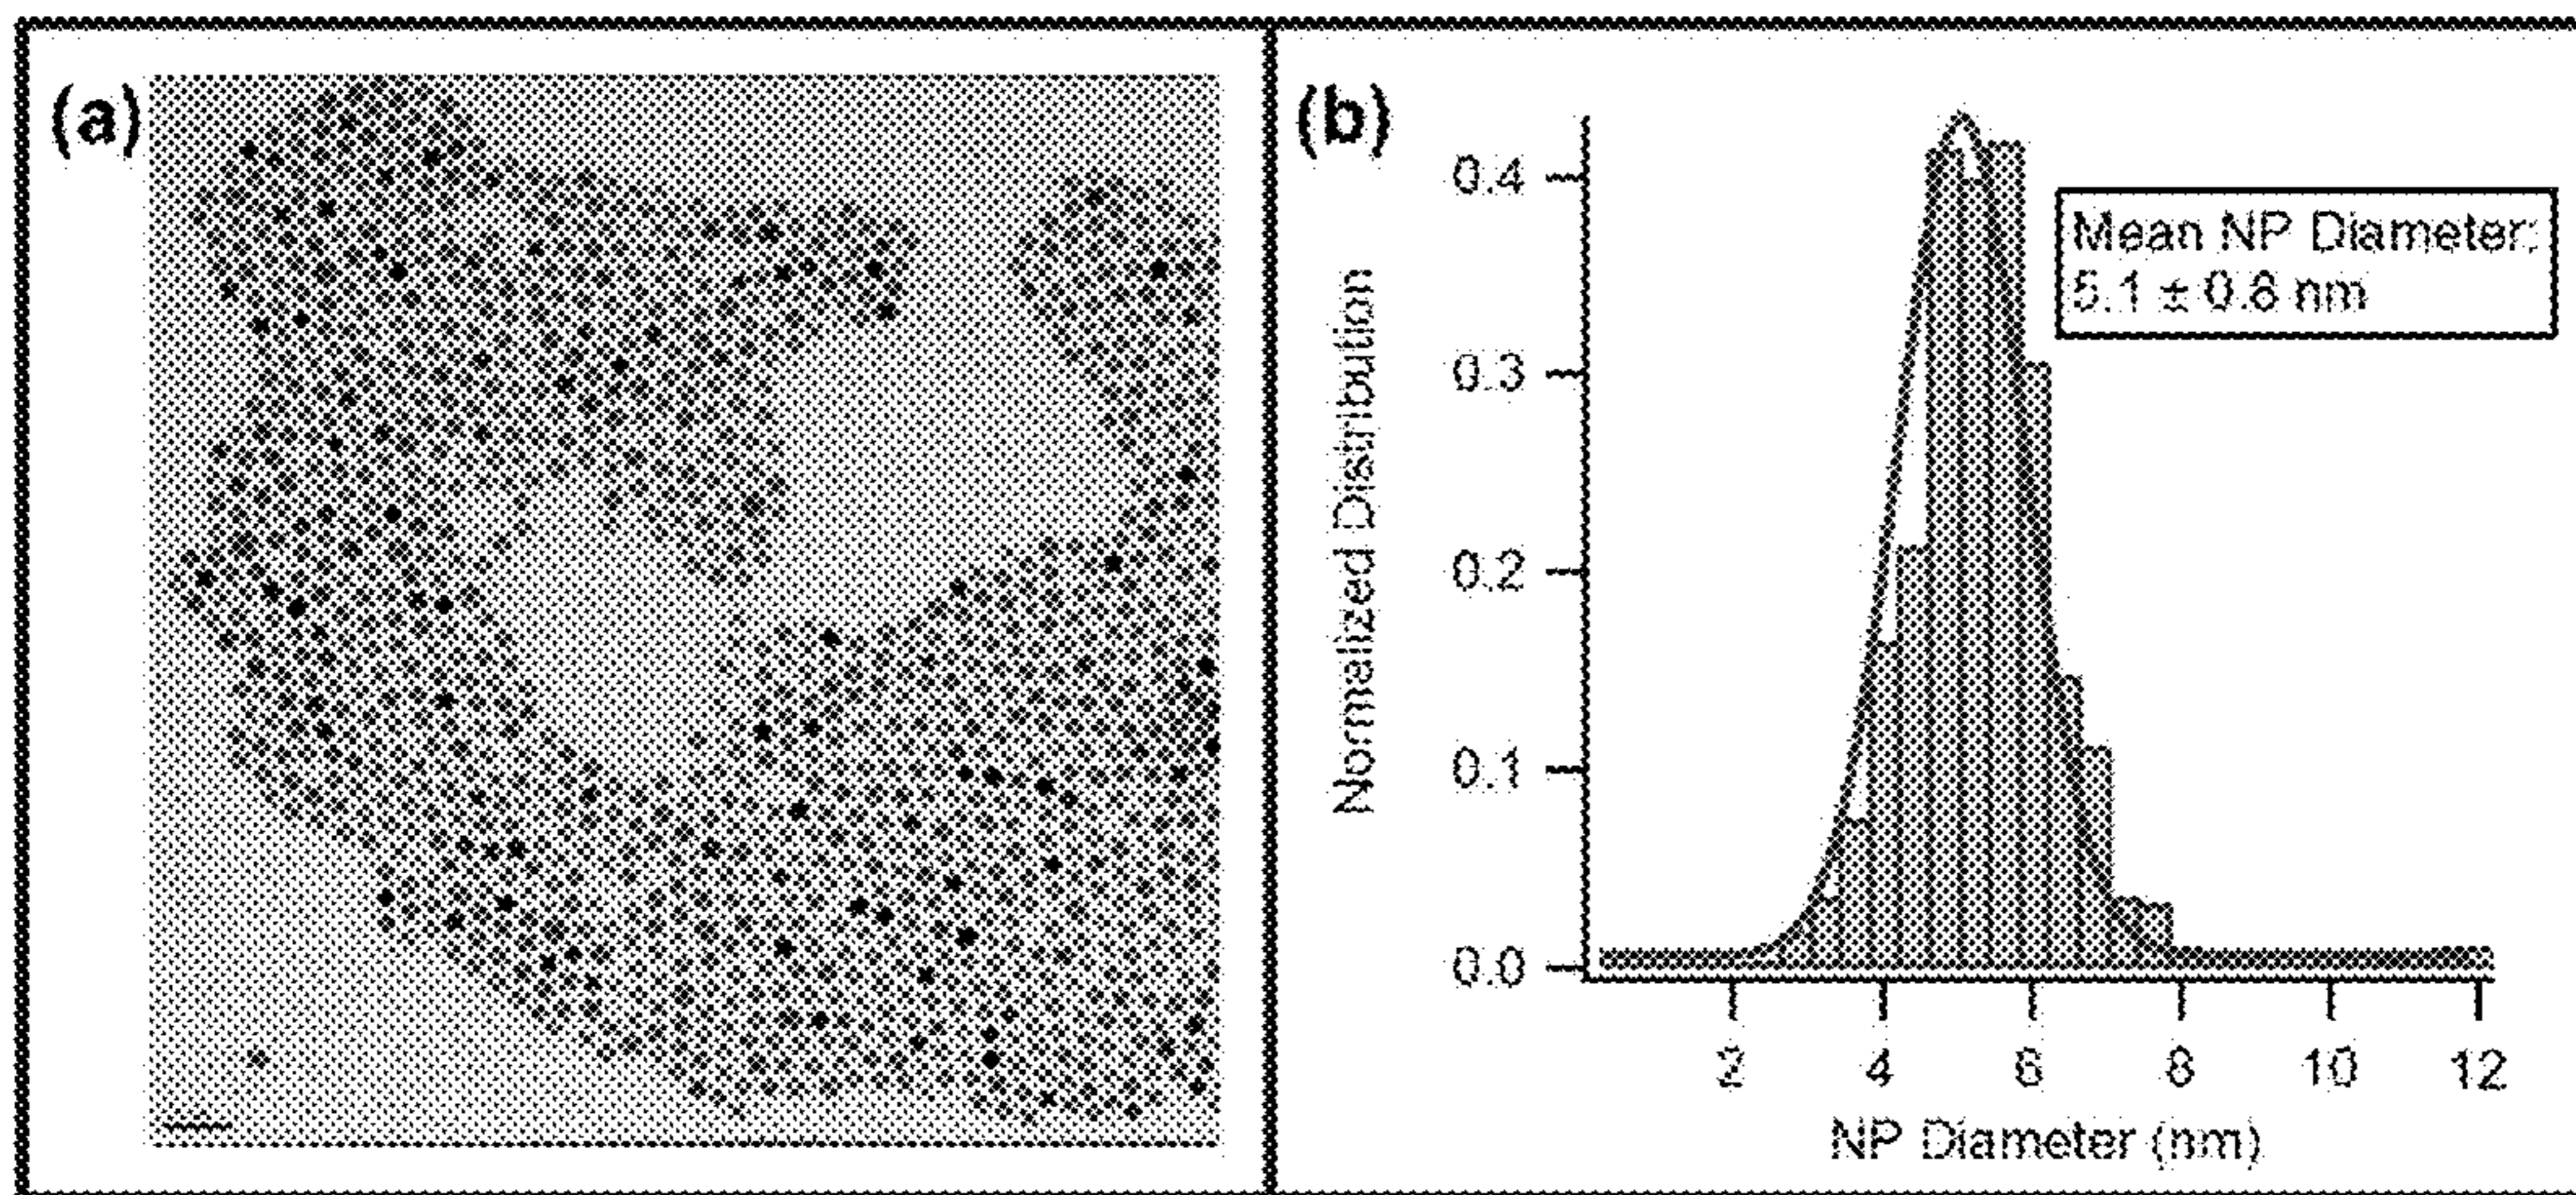 (a)
(b)
0.4
0.3
0.2
0.1
0.0
Normalized Distribution
Mean NP Diameter:
5.1 ± 0.8 nm
2 4 6 8 10 12
NP Diameter (nm)